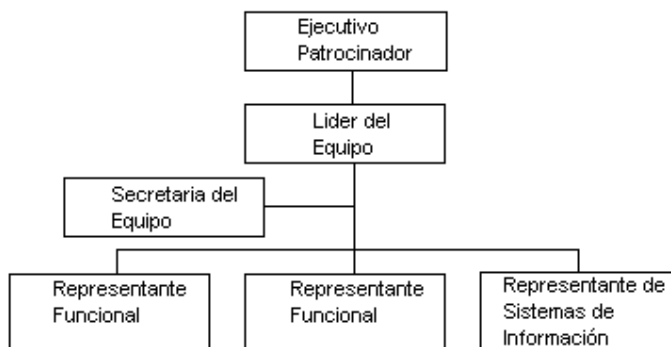 Ejecutivo
Patrocinador
Lider del
Equipo
Secretaria del
Equipo
Representante
Funcional
Representante
Funcional
Representante de
Sistemas de
Información